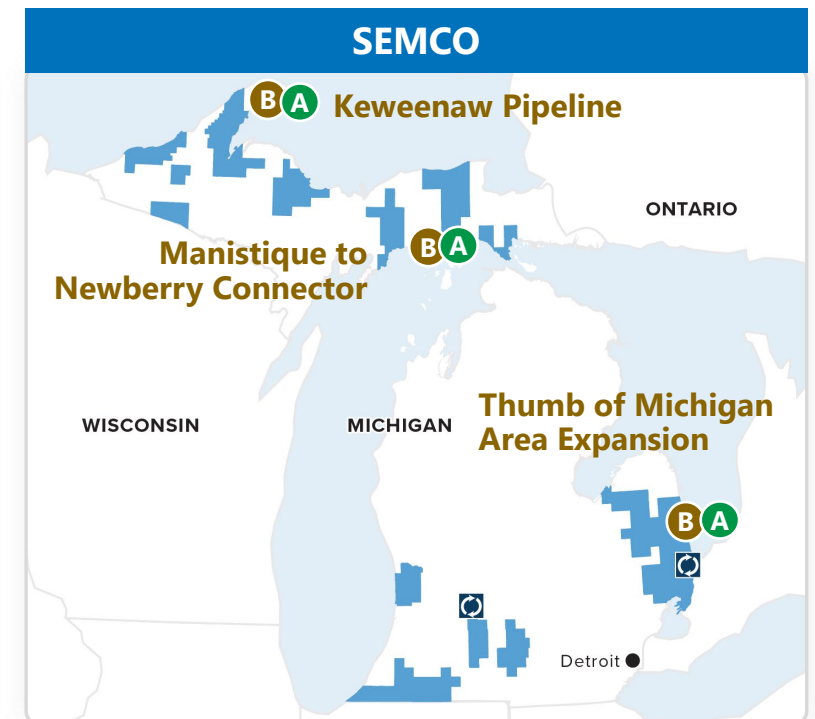 SEMCO
B A Keweenaw Pipeline
ONTARIO
Manistique to
Newberry Connector
B A
WISCONSIN
MICHIGAN
Thumb of Michigan
Area Expansion
B A
Detroit